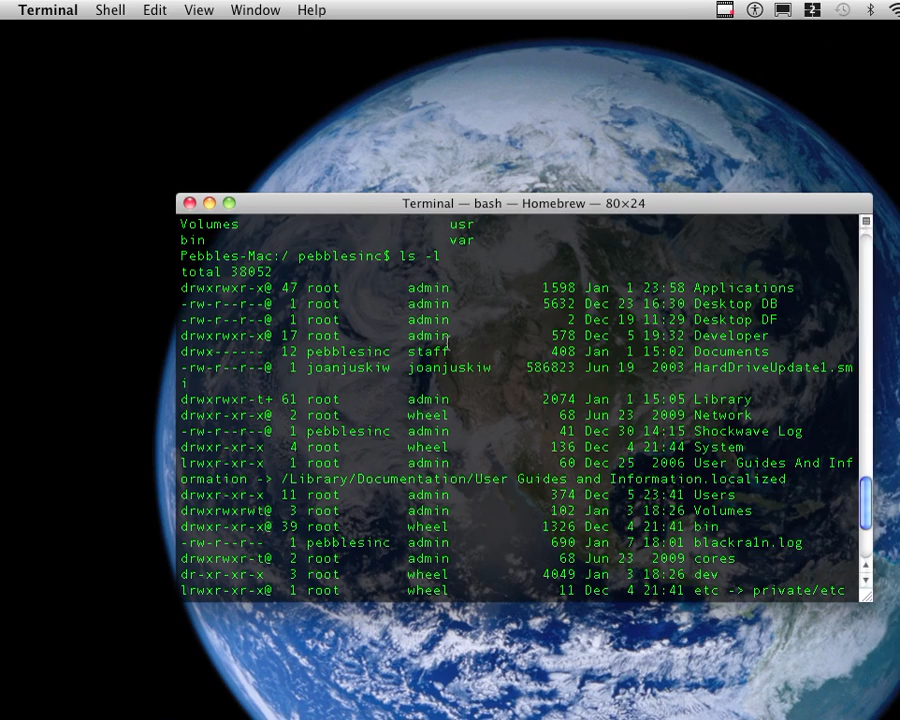 Terminal Shell Edit View Window Help 2
Terminal — bash — Homebrew — 80×24
Volumes usr
bin var
Pebbles-Mac:/ pebblesinc$ ls -l
total 38052
drwxrwxr-x@ 47 root admin 1598 Jan 1 23:58 Applications
-rw-r--r--@ 1 root admin 5632 Dec 23 16:30 Desktop DB
-rw-r--r--@ 1 root admin 2 Dec 19 11:29 Desktop DF
drwxrwxr-x@ 17 root admin 578 Dec 5 19:32 Developer
drwx------ 12 pebblesinc staff 408 Jan 1 15:02 Documents
-rw-r--r--@ 1 joanjuskiw joanjuskiw 586823 Jun 19 2003 HardDriveUpdate1.sm
i
drwxrwxr-t+ 61 root admin 2074 Jan 1 15:05 Library
drwxr-xr-x@ 2 root wheel 68 Jun 23 2009 Network
-rw-r--r--@ 1 pebblesinc admin 41 Dec 30 14:15 Shockwave Log
drwxr-xr-x 4 root wheel 136 Dec 4 21:44 System
lrwxr-xr-x 1 root admin 60 Dec 25 2006 User Guides And Inf
ormation -> /Library/Documentation/User Guides and Information.localized
drwxr-xr-x 11 root admin 374 Dec 5 23:41 Users
drwxrwxrwt@ 3 root admin 102 Jan 3 18:26 Volumes
drwxr-xr-x@ 39 root wheel 1326 Dec 4 21:41 bin
-rw-r--r-- 1 pebblesinc admin 690 Jan 7 18:01 blackra1n.log
drwxrwxr-t@ 2 root admin 68 Jun 23 2009 cores
dr-xr-xr-x 3 root wheel 4049 Jan 3 18:26 dev
lrwxr-xr-x@ 1 root wheel 11 Dec 4 21:41 etc -> private/etc